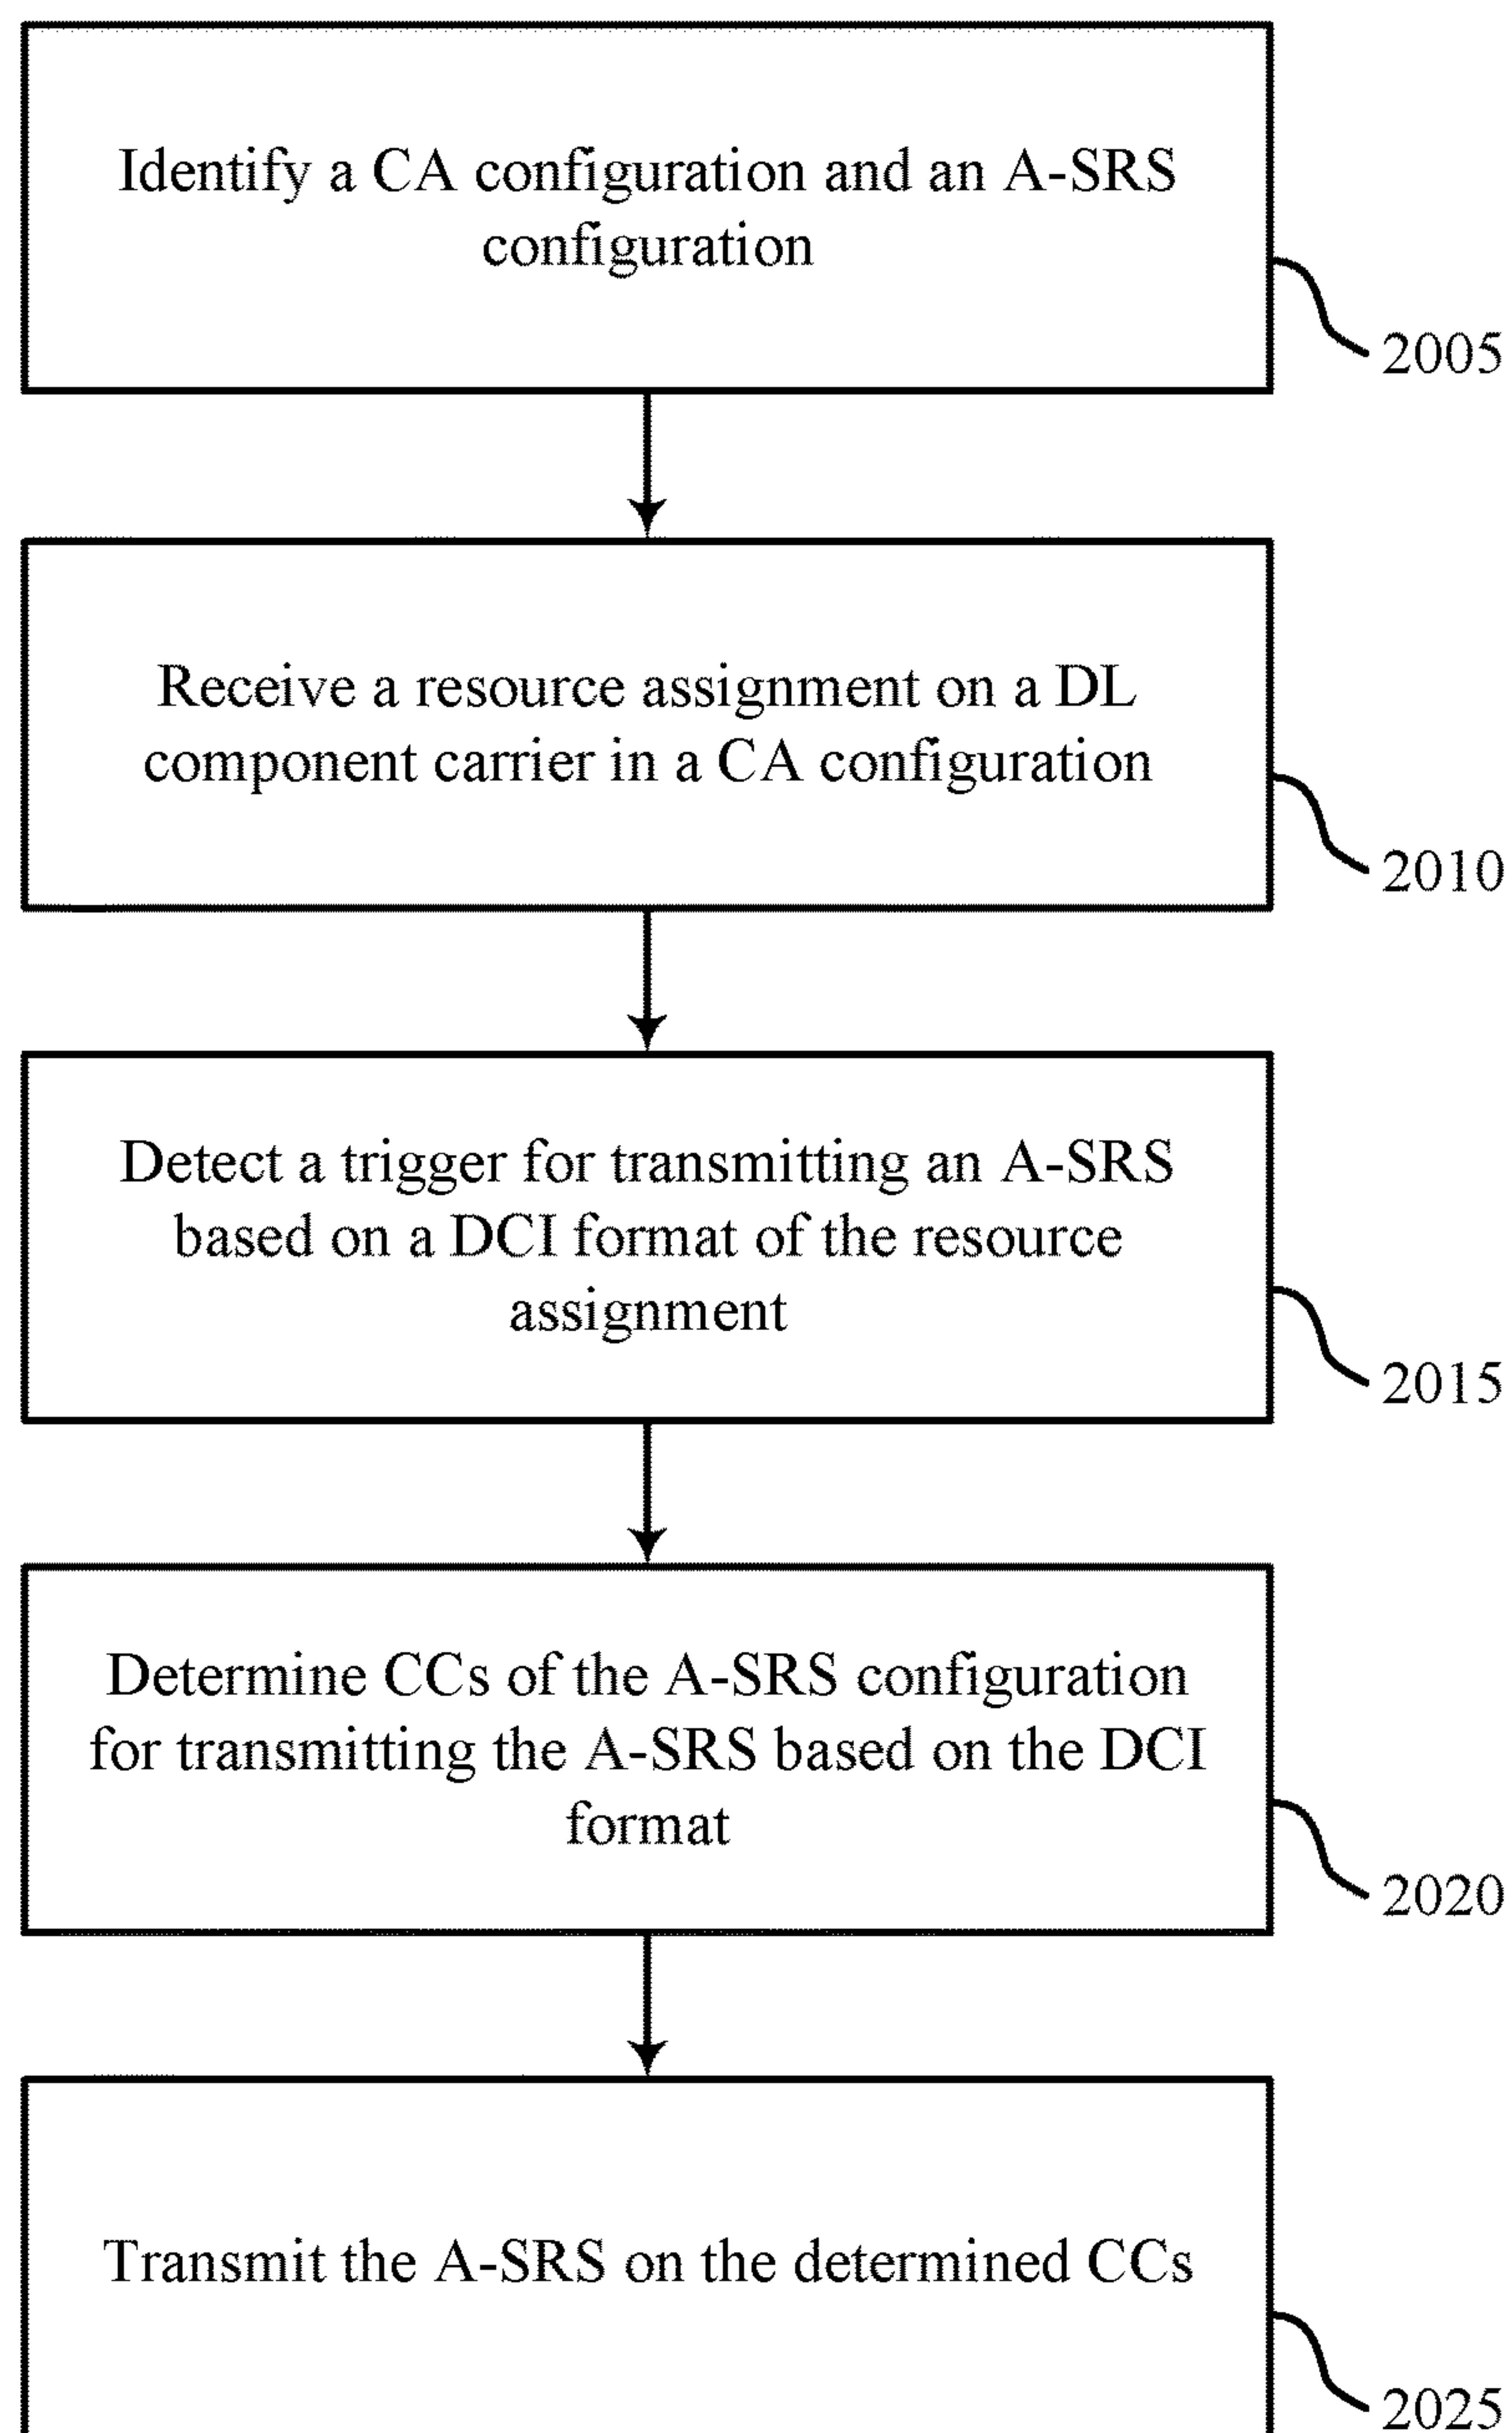 Identify a CA configuration and an A-SRS
configuration
2005
Receive a resource assignment on a DL
component carrier in a CA configuration
2010
Detect a trigger for transmitting an A-SRS
based on a DCI format of the resource
assignment
2015
Determine CCs of the A-SRS configuration
for transmitting the A-SRS based on the DCI
format
2020
Transmit the A-SRS on the determined CCs
2025